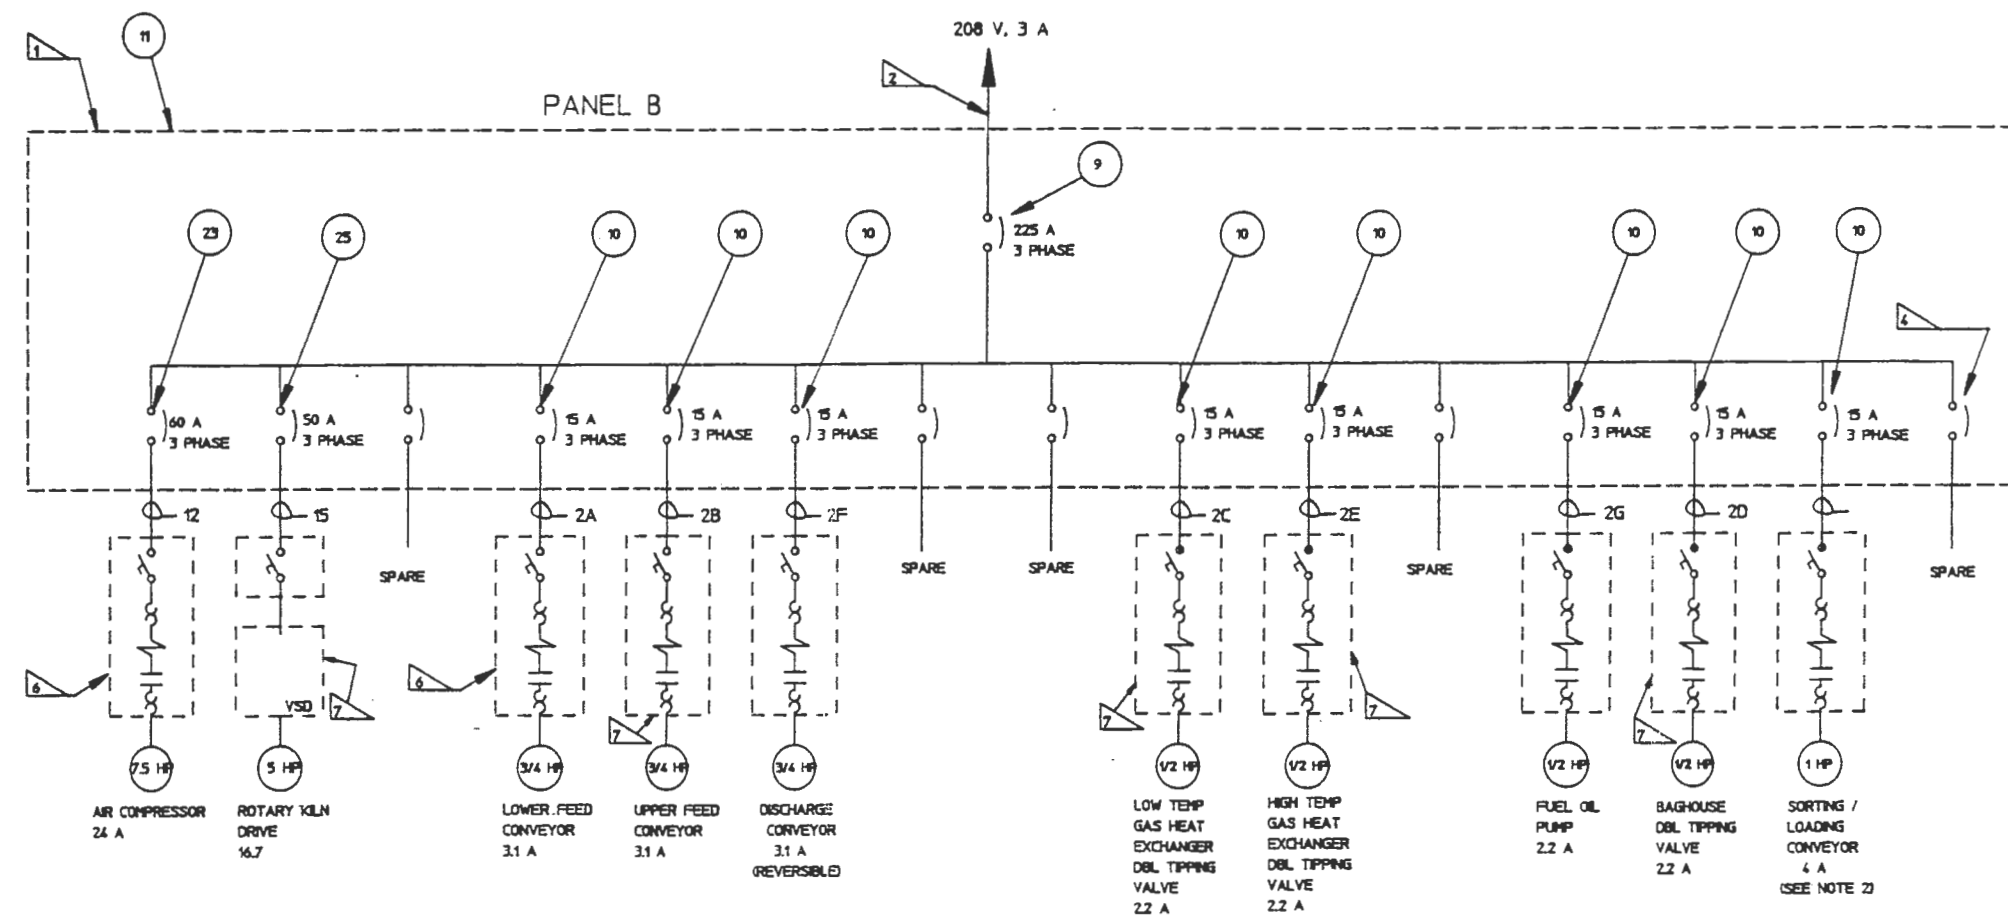 208 V, 3 A
1
11
2
PANEL B
9
225 A
3 PHASE
23
25
10
10
10
10
10
10
10
10
4
60 A
3 PHASE
50 A
3 PHASE
15 A
3 PHASE
15 A
3 PHASE
15 A
3 PHASE
15 A
3 PHASE
15 A
3 PHASE
15 A
3 PHASE
15 A
3 PHASE
15 A
3 PHASE
12
15
2A
2B
2F
2C
2E
2G
2D
SPARE
SPARE
SPARE
SPARE
SPARE
6
VSD
7
6
7
7
7
7
7.5 HP
5 HP
3/4 HP
3/4 HP
3/4 HP
1/2 HP
1/2 HP
1/2 HP
1/2 HP
1 HP
AIR COMPRESSOR
24 A
ROTARY KILN
DRIVE
16.7
LOWER FEED
CONVEYOR
3.1 A
UPPER FEED
CONVEYOR
3.1 A
DISCHARGE
CONVEYOR
3.1 A
(REVERSIBLE)
LOW TEMP
GAS HEAT
EXCHANGER
DBL TIPPING
VALVE
2.2 A
HIGH TEMP
GAS HEAT
EXCHANGER
DBL TIPPING
VALVE
2.2 A
FUEL OIL
PUMP
2.2 A
BAGHOUSE
DBL TIPPING
VALVE
2.2 A
SORTING /
LOADING
CONVEYOR
4 A
(SEE NOTE 2)